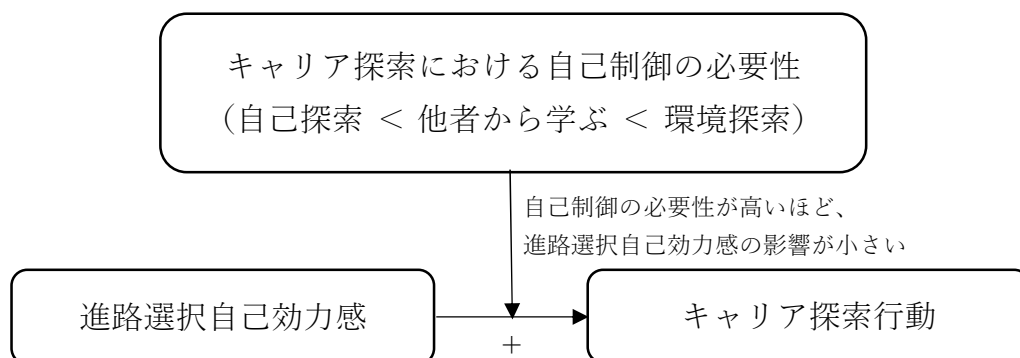 キャリア探索における自己制御の必要性
（自己探索 < 他者から学ぶ < 環境探索）
自己制御の必要性が高いほど、
進路選択自己効力感の影響が小さい
進路選択自己効力感
キャリア探索行動
+